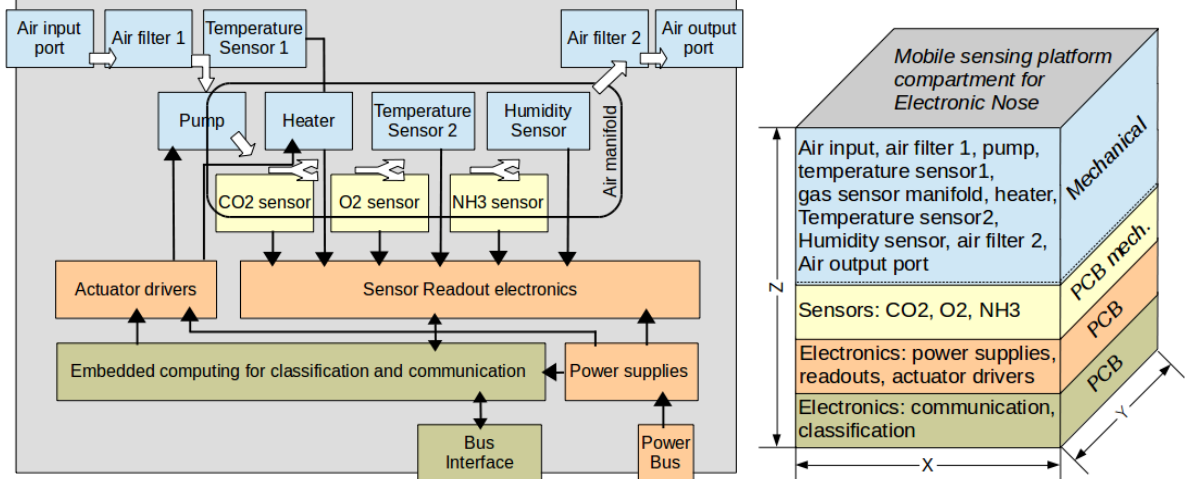 Air input
port
Air filter 1
Temperature
Sensor 1
Air filter 2
Air output
port
Pump
Heater
Temperature
Sensor 2
Humidity
Sensor
Air manifold
CO2 sensor
O2 sensor
NH3 sensor
Actuator drivers
Sensor Readout electronics
Embedded computing for classification and communication
Power supplies
Bus
Interface
Power
Bus
Mobile sensing platform
compartment for
Electronic Nose
Air input, air filter 1, pump,
temperature sensor1,
gas sensor manifold, heater,
Temperature sensor2,
Humidity sensor, air filter 2,
Air output port
Mechanical
Sensors: CO2, O2, NH3
PCB mech.
Electronics: power supplies,
readouts, actuator drivers
PCB
Electronics: communication,
classification
PCB
Z
X
Y